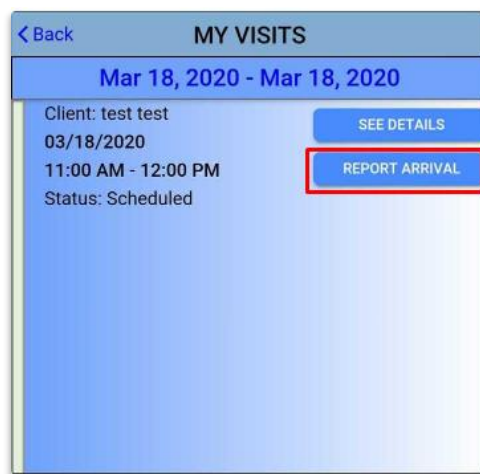 Back
MY VISITS
Mar 18, 2020 - Mar 18, 2020
Client: test test
SEE DETAILS
03/18/2020
11:00 AM - 12:00 PM
REPORT ARRIVAL
Status: Scheduled